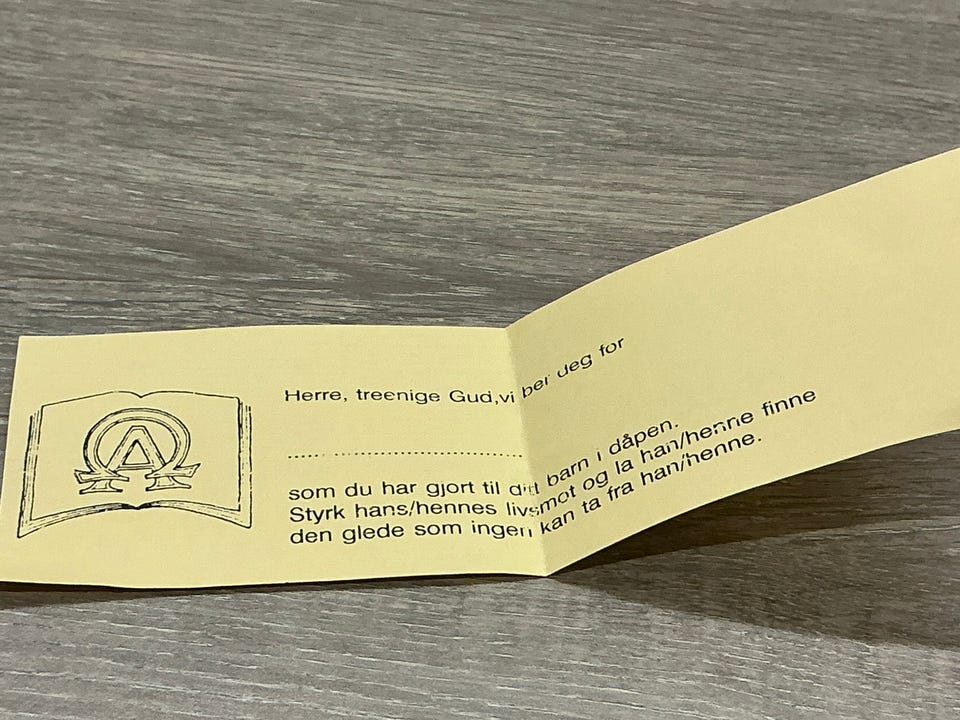 ΑΩ
Herre, treenige Gud,vi ber deg for
......................................................
som du har gjort til ditt barn i dåpen.
Styrk hans/hennes livsmot og la han/henne finne
den glede som ingen kan ta fra han/henne.